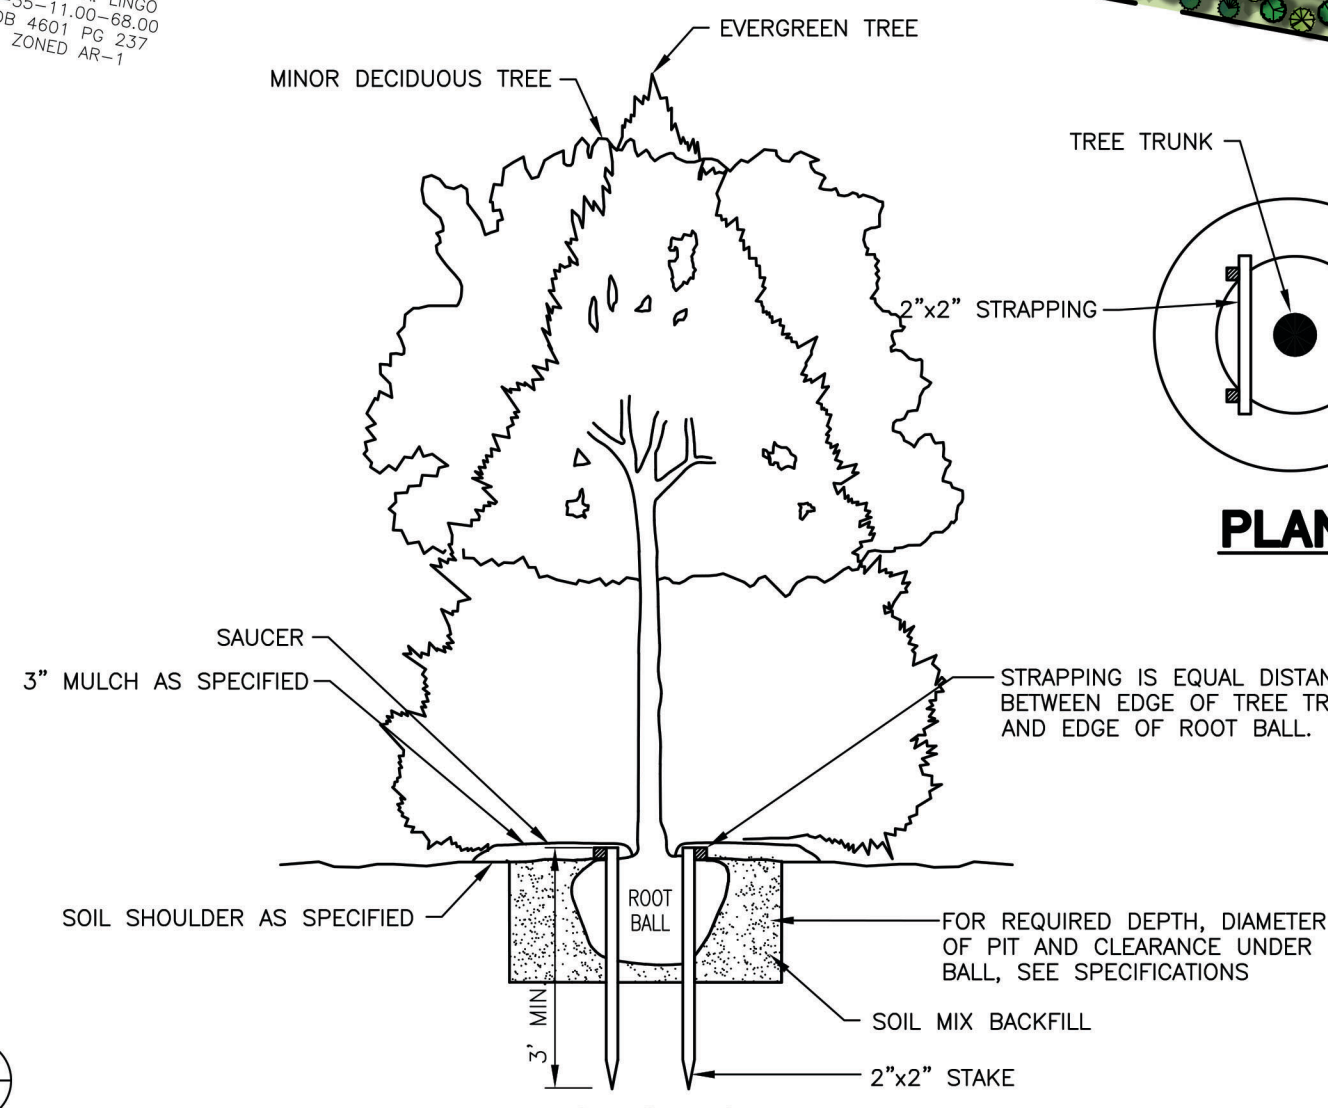 LINGO
35-11.00-68.00
DB 4601 PG 237
ZONED AR-1
EVERGREEN TREE
MINOR DECIDUOUS TREE
TREE TRUNK
2"x2" STRAPPING
PLAN
SAUCER
3" MULCH AS SPECIFIED
STRAPPING IS EQUAL DISTAN
BETWEEN EDGE OF TREE TR
AND EDGE OF ROOT BALL.
ROOT
BALL
SOIL SHOULDER AS SPECIFIED
FOR REQUIRED DEPTH, DIAMETER
OF PIT AND CLEARANCE UNDER
BALL, SEE SPECIFICATIONS
3' MIN.
SOIL MIX BACKFILL
2"x2" STAKE